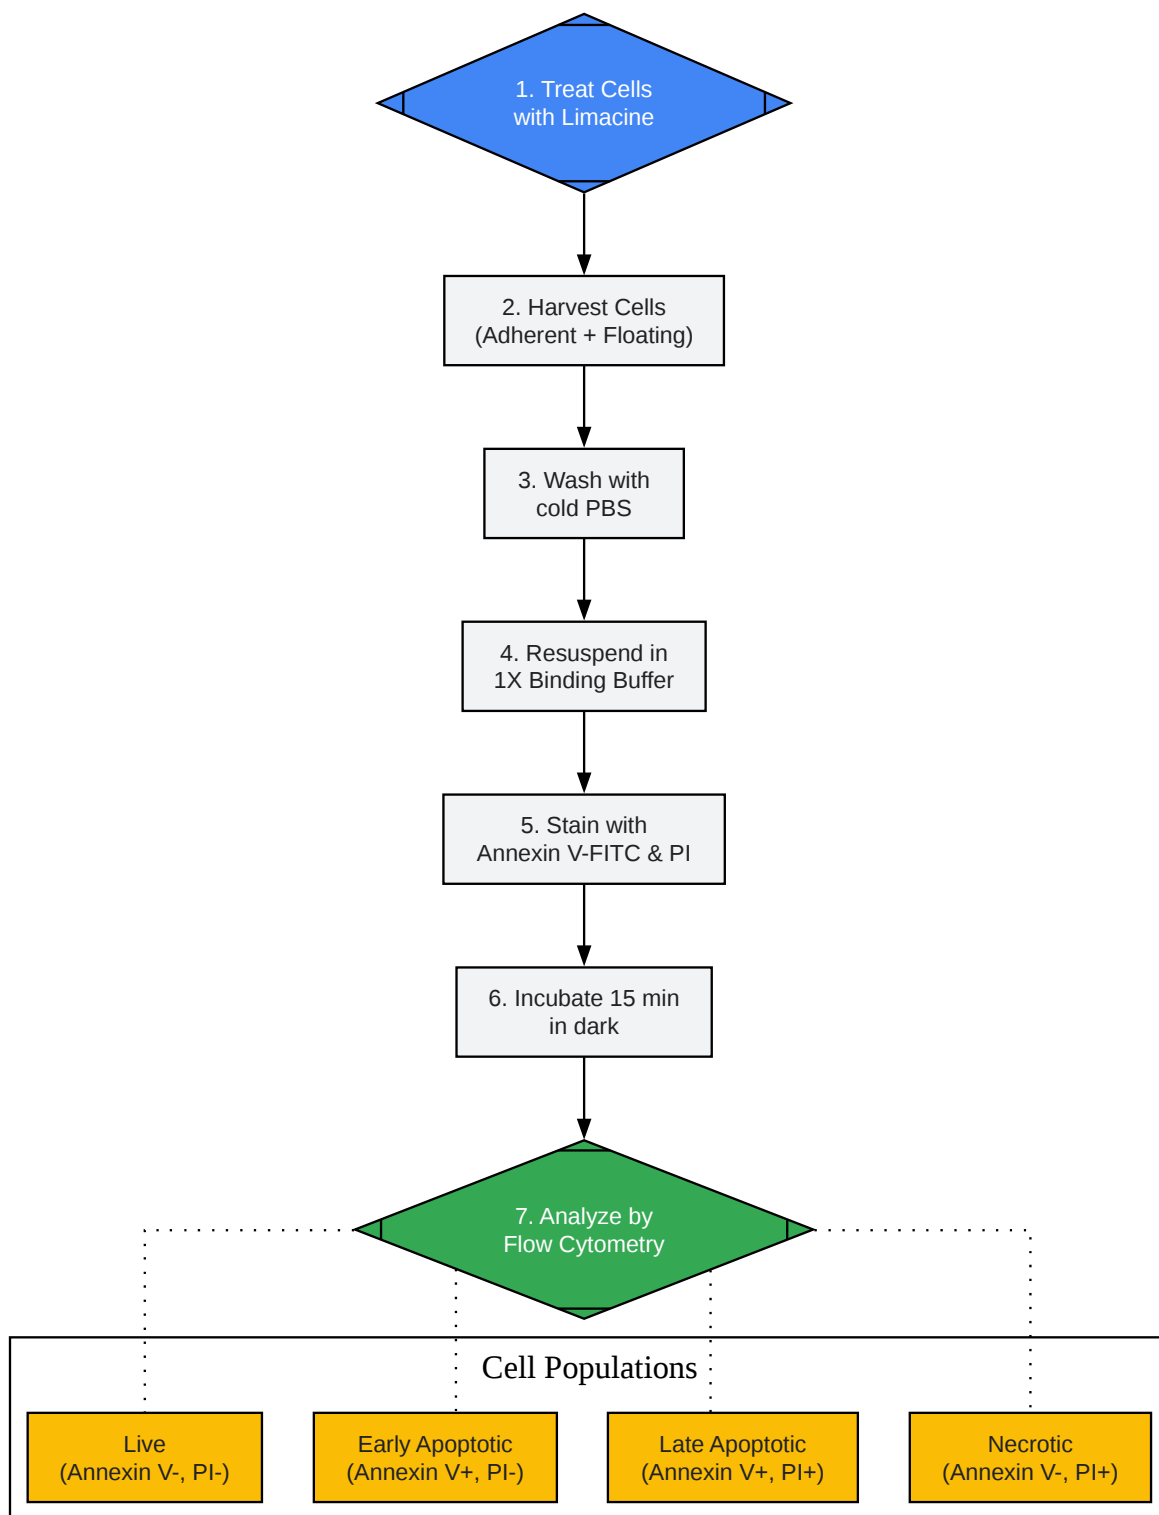 1. Treat Cells
with Limacine
2. Harvest Cells
(Adherent + Floating)
3. Wash with
cold PBS
4. Resuspend in
1X Binding Buffer
5. Stain with
Annexin V-FITC & PI
6. Incubate 15 min
in dark
7. Analyze by
Flow Cytometry
Cell Populations
Live
(Annexin V-, PI-)
Early Apoptotic
(Annexin V+, PI-)
Late Apoptotic
(Annexin V+, PI+)
Necrotic
(Annexin V-, PI+)